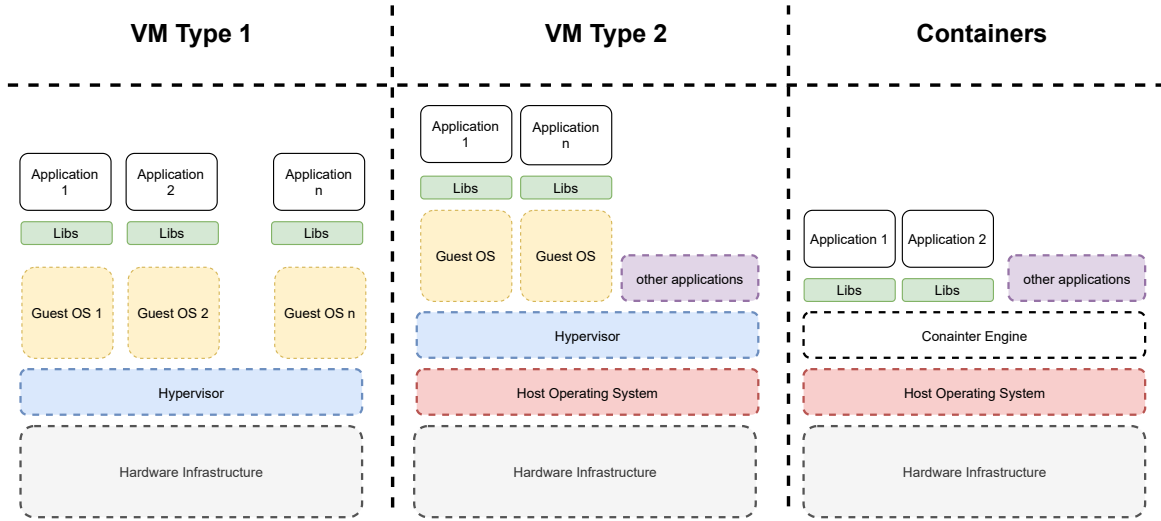 VM Type 1
VM Type 2
Containers
Application
1
Application
2
Application
n
Libs
Libs
Libs
Guest OS 1
Guest OS 2
Guest OS n
Hypervisor
Hardware Infrastructure
Application
1
Application
n
Libs
Libs
Guest OS
Guest OS
other applications
Hypervisor
Host Operating System
Hardware Infrastructure
Application 1
Application 2
Libs
Libs
other applications
Conainter Engine
Host Operating System
Hardware Infrastructure